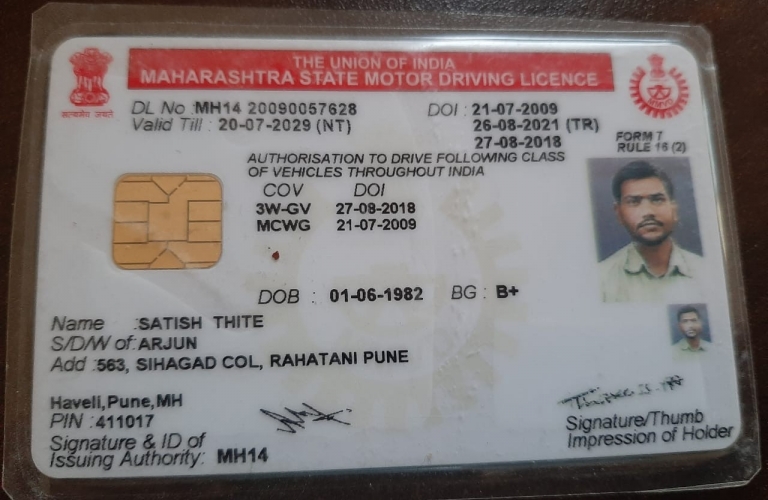 THE UNION OF INDIA
MAHARASHTRA STATE MOTOR DRIVING LICENCE
सत्यमेव जयते
DL No : MH14 20090057628 DOI : 21-07-2009
Valid Till : 20-07-2029 (NT) 26-08-2021 (TR)
27-08-2018
FORM 7
RULE 16 (2)
AUTHORISATION TO DRIVE FOLLOWING CLASS
OF VEHICLES THROUGHOUT INDIA
COV DOI
3W-GV 27-08-2018
MCWG 21-07-2009
DOB : 01-06-1982 BG : B+
Name : SATISH THITE
S/D/W of : ARJUN
Add : 563, SIHAGAD COL, RAHATANI PUNE
Haveli,Pune,MH
PIN : 411017
Signature & ID of
Issuing Authority: MH14
Signature/Thumb
Impression of Holder